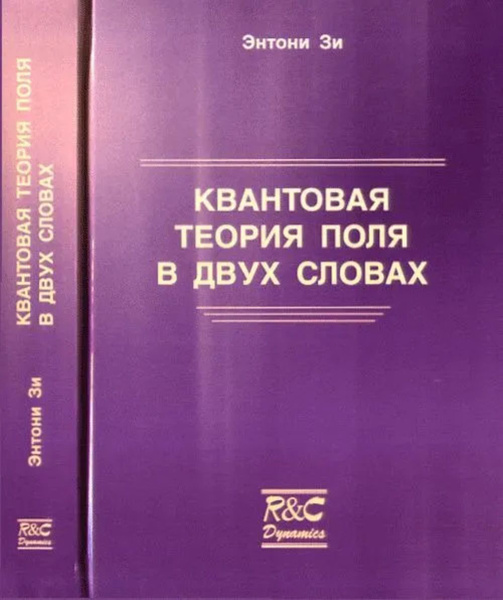 Энтони Зи
КВАНТОВАЯ
ТЕОРИЯ ПОЛЯ
В ДВУХ СЛОВАХ
R&C
Dynamics
КВАНТОВАЯ ТЕОРИЯ ПОЛЯ
В ДВУХ СЛОВАХ
Энтони Зи
R&C
Dynamics